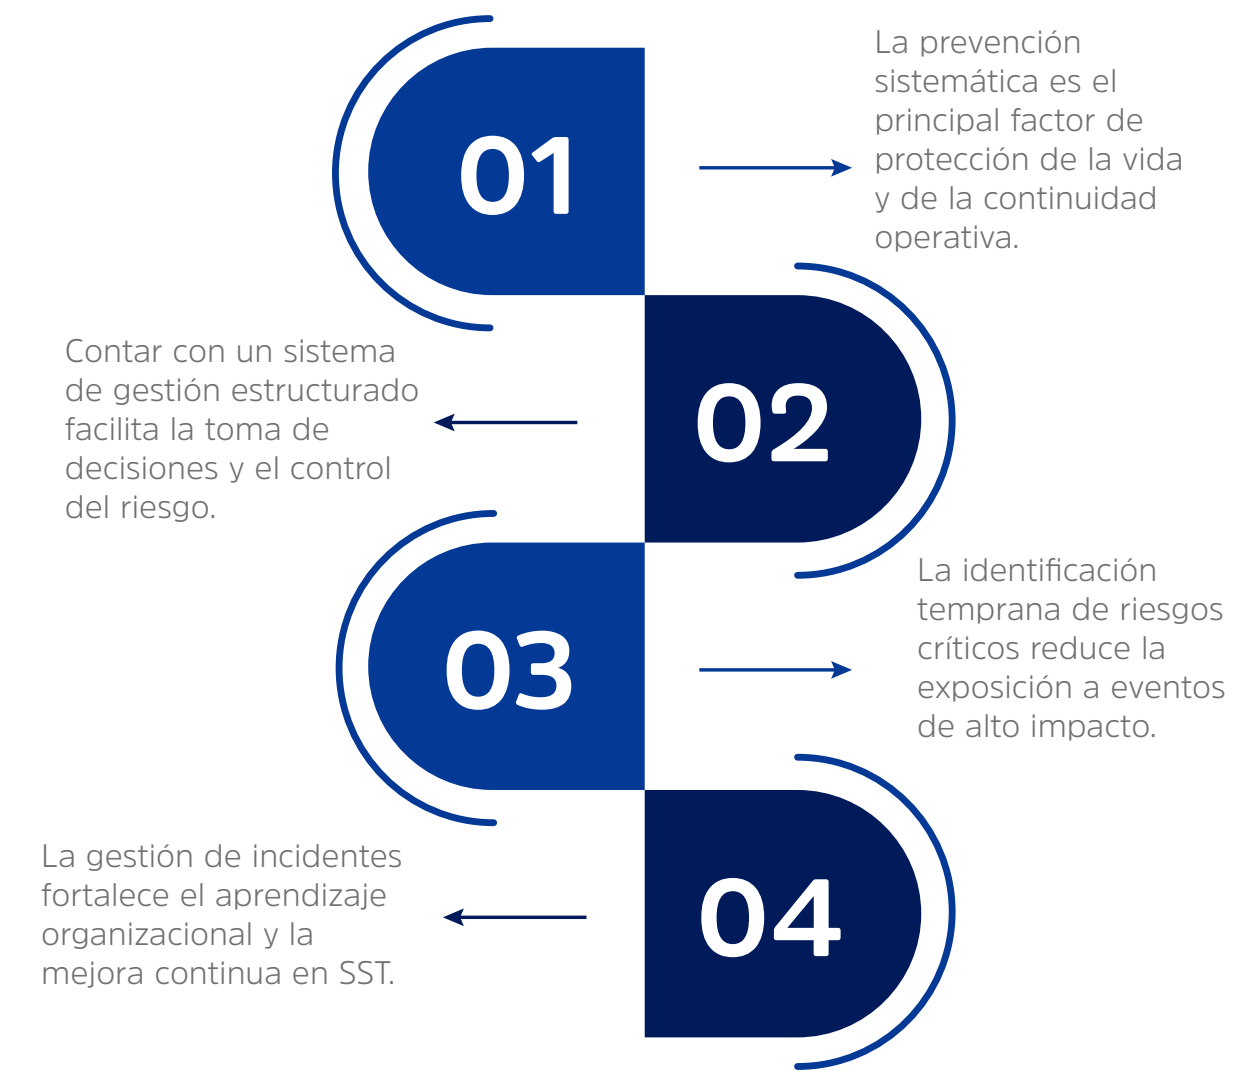 01
La prevención
sistemática es el
principal factor de
protección de la vida
y de la continuidad
operativa.
02
Contar con un sistema
de gestión estructurado
facilita la toma de
decisiones y el control
del riesgo.
03
La identificación
temprana de riesgos
críticos reduce la
exposición a eventos
de alto impacto.
04
La gestión de incidentes
fortalece el aprendizaje
organizacional y la
mejora continua en SST.